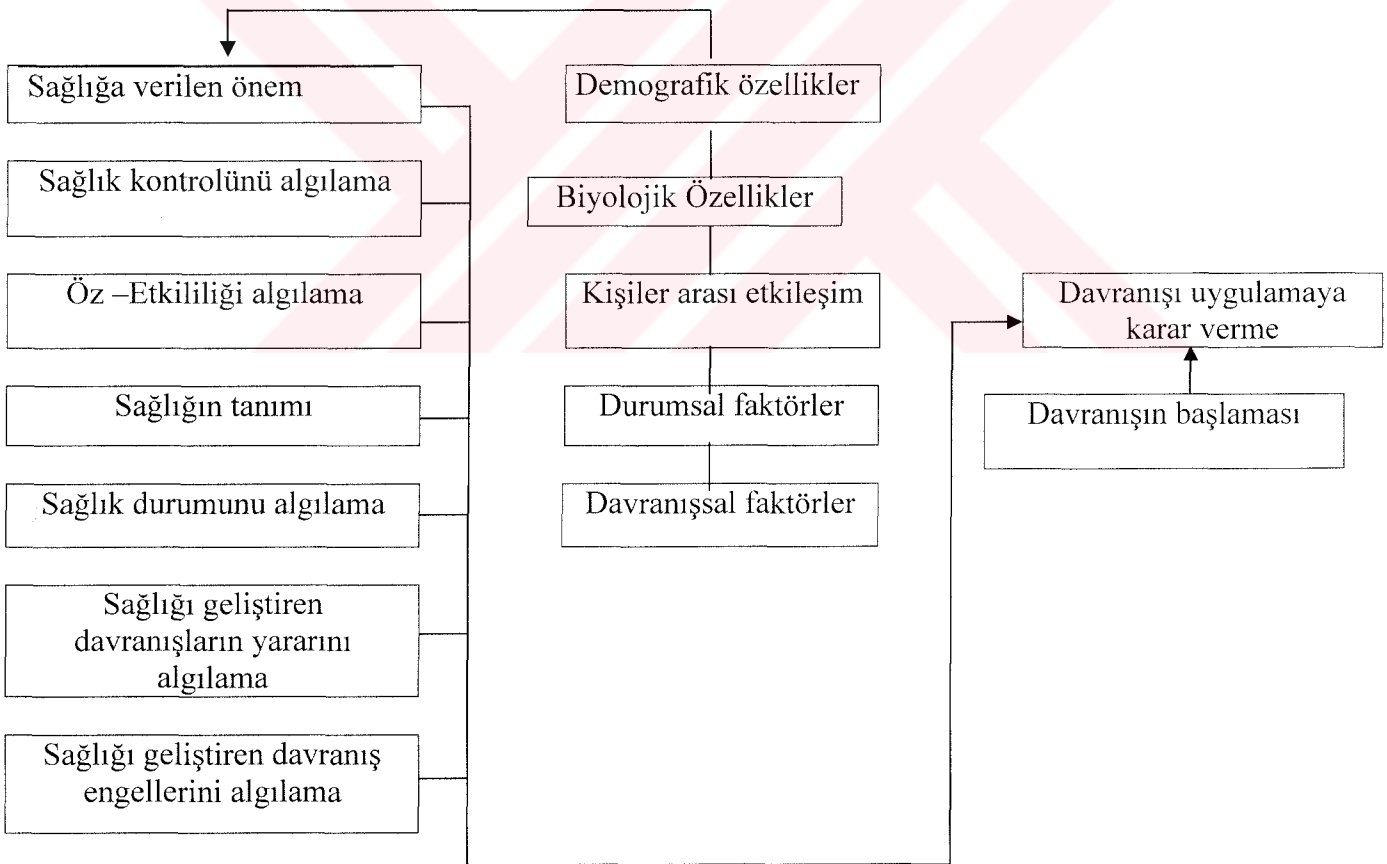 Sağlığa verilen önem
Sağlık kontrolünü algılama
Öz –Etkililiği algılama
Sağlığın tanımı
Sağlık durumunu algılama
Sağlığı geliştiren
davranışların yararını
algılama
Sağlığı geliştiren davranış
engellerini algılama
Demografik özellikler
Biyolojik Özellikler
Kişiler arası etkileşim
Durumsal faktörler
Davranışsal faktörler
Davranışı uygulamaya
karar verme
Davranışın başlaması